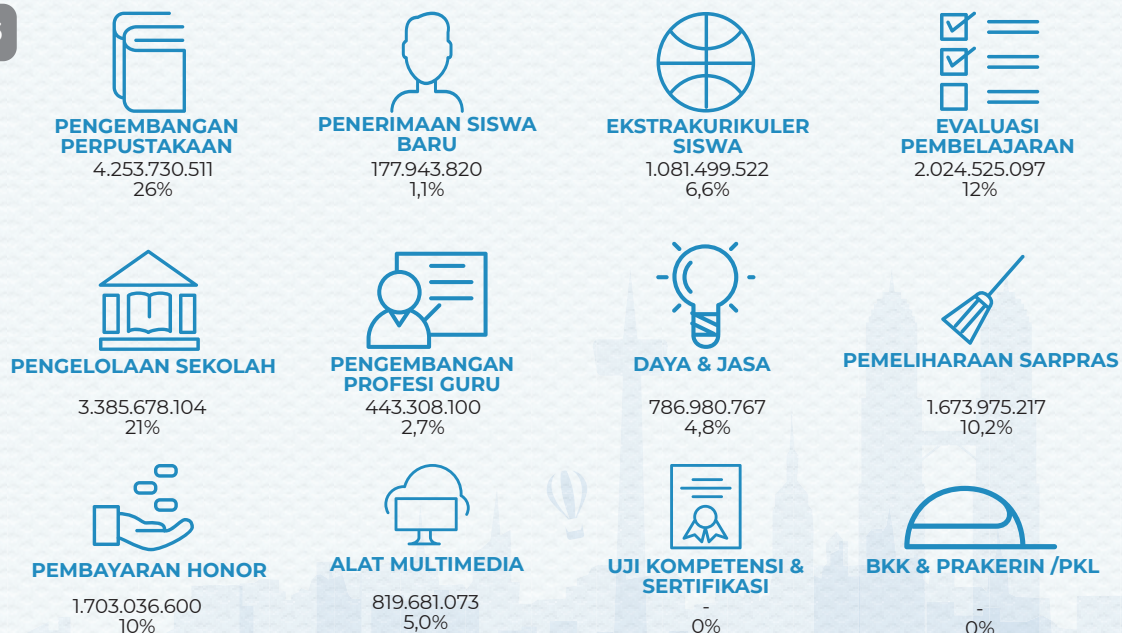 PENGEMBANGAN
PERPUSTAKAAN
4.253.730.511
26%
PENERIMAAN SISWA
BARU
177.943.820
1,1%
EKSTRAKURIKULER
SISWA
1.081.499.522
6,6%
EVALUASI
PEMBELAJARAN
2.024.525.097
12%
PENGELOLAAN SEKOLAH
3.385.678.104
21%
PENGEMBANGAN
PROFESI GURU
443.308.100
2,7%
DAYA & JASA
786.980.767
4,8%
PEMELIHARAAN SARPRAS
1.673.975.217
10,2%
PEMBAYARAN HONOR
1.703.036.600
10%
ALAT MULTIMEDIA
819.681.073
5,0%
UJI KOMPETENSI &
SERTIFIKASI
-
0%
BKK & PRAKERIN /PKL
-
0%